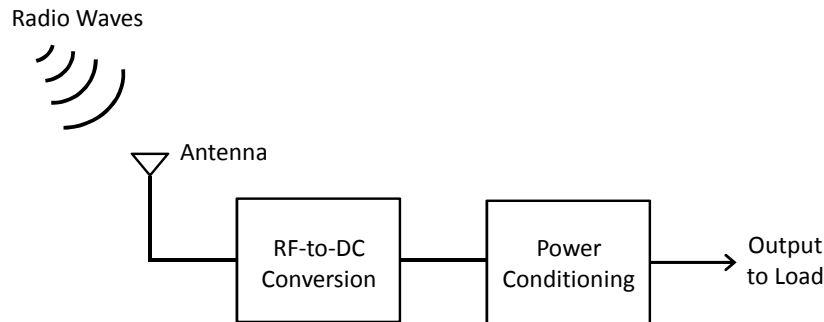 Radio Waves
Antenna
RF-to-DC
Conversion
Power
Conditioning
Output
to Load